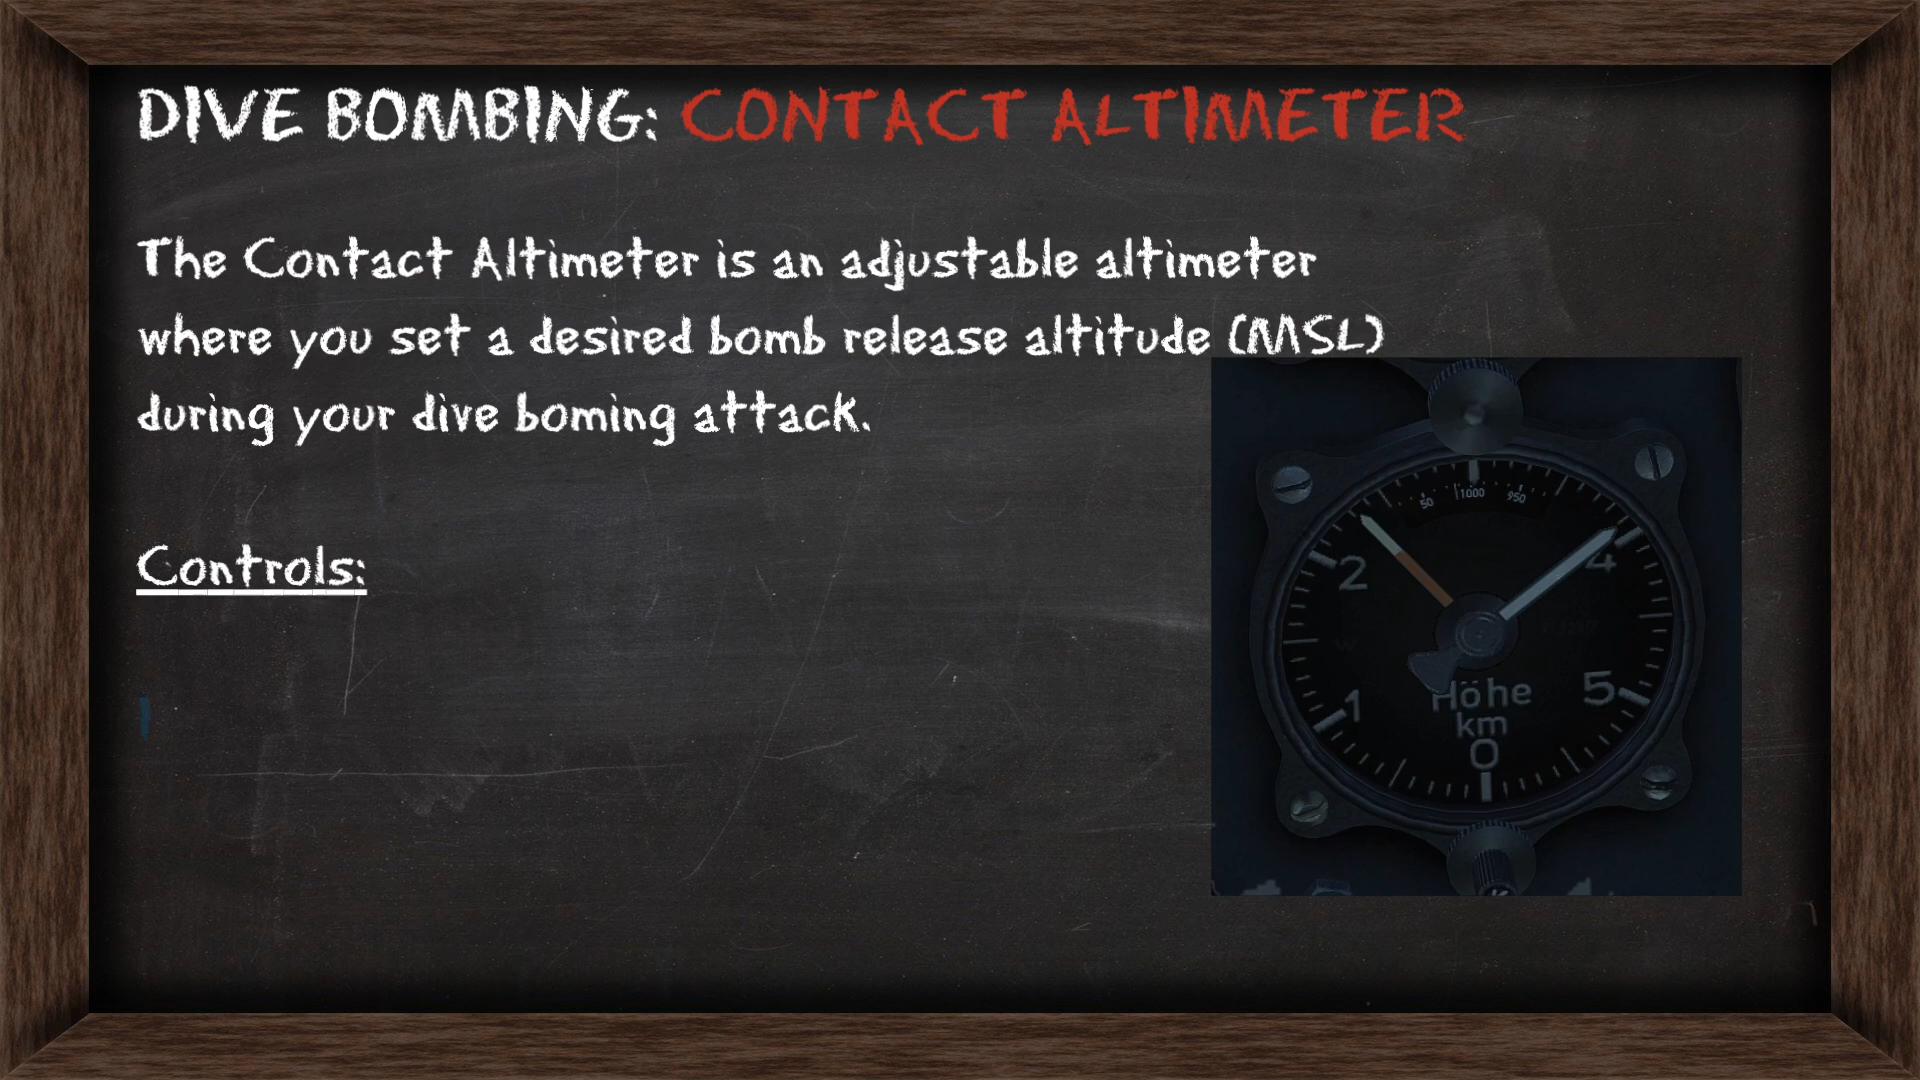 DIVE BOMBING: CONTACT ALTIMETER
The Contact Altimeter is an adjustable altimeter
where you set a desired bomb release altitude (MSL)
during your dive boming attack.
Controls:
50 1000 950
2 4
1 5
Höhe
km
0